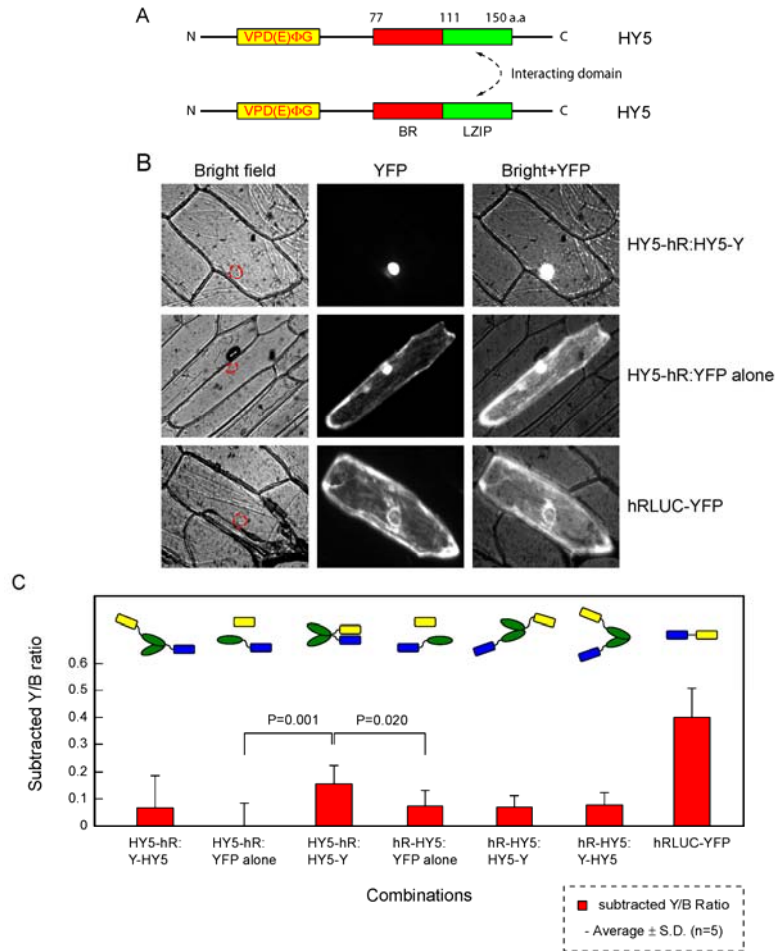 A
77 111 150 a.a
N VPD(E)ΦG C HY5
Interacting domain
N VPD(E)ΦG C HY5
BR LZIP
B
Bright field YFP Bright+YFP
HY5-hR:HY5-Y
HY5-hR:YFP alone
hRLUC-YFP
C
Subtracted Y/B ratio
0.6
0.5
0.4
0.3
0.2
0.1
0
P=0.001 P=0.020
HY5-hR: HY5-hR: HY5-hR: hR-HY5: hR-HY5: hR-HY5: hRLUC-YFP
Y-HY5 YFP alone HY5-Y YFP alone HY5-Y Y-HY5
Combinations
subtracted Y/B Ratio
- Average ± S.D. (n=5)